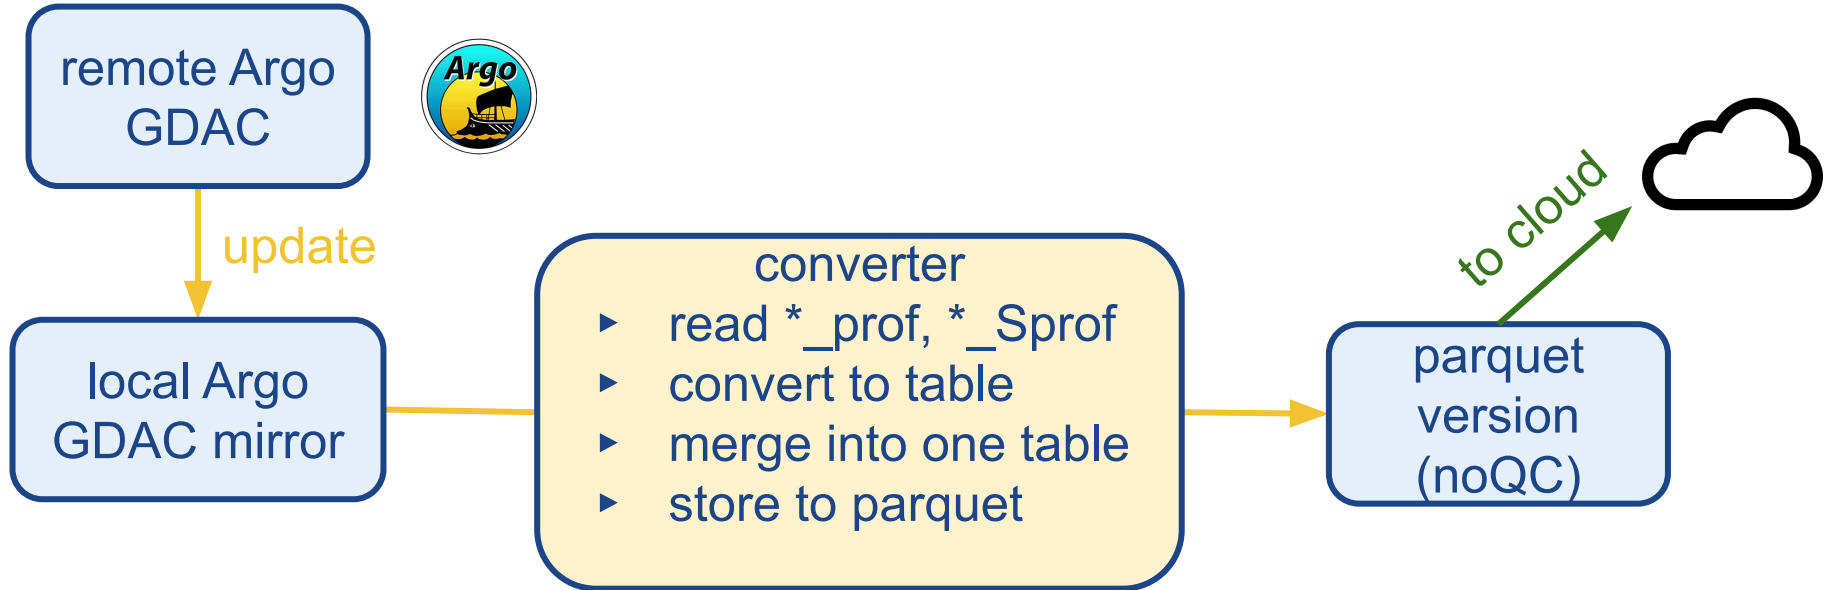 remote Argo
GDAC
Argo
update
local Argo
GDAC mirror
converter
► read *_prof, *_Sprof
► convert to table
► merge into one table
► store to parquet
parquet
version
(noQC)
to cloud